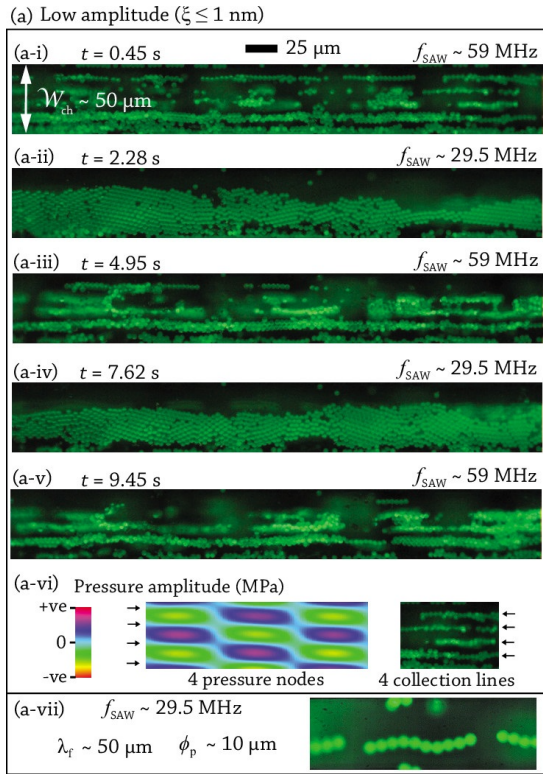 (a) Low amplitude (ξ ≤ 1 nm)
(a-i) t = 0.45 s 25 μm f_SAW ~ 59 MHz
W_ch ~ 50 μm
(a-ii) t = 2.28 s f_SAW ~ 29.5 MHz
(a-iii) t = 4.95 s f_SAW ~ 59 MHz
(a-iv) t = 7.62 s f_SAW ~ 29.5 MHz
(a-v) t = 9.45 s f_SAW ~ 59 MHz
(a-vi) Pressure amplitude (MPa)
+ve
0
-ve
4 pressure nodes 4 collection lines
(a-vii) f_SAW ~ 29.5 MHz
λ_f ~ 50 μm ϕ_p ~ 10 μm